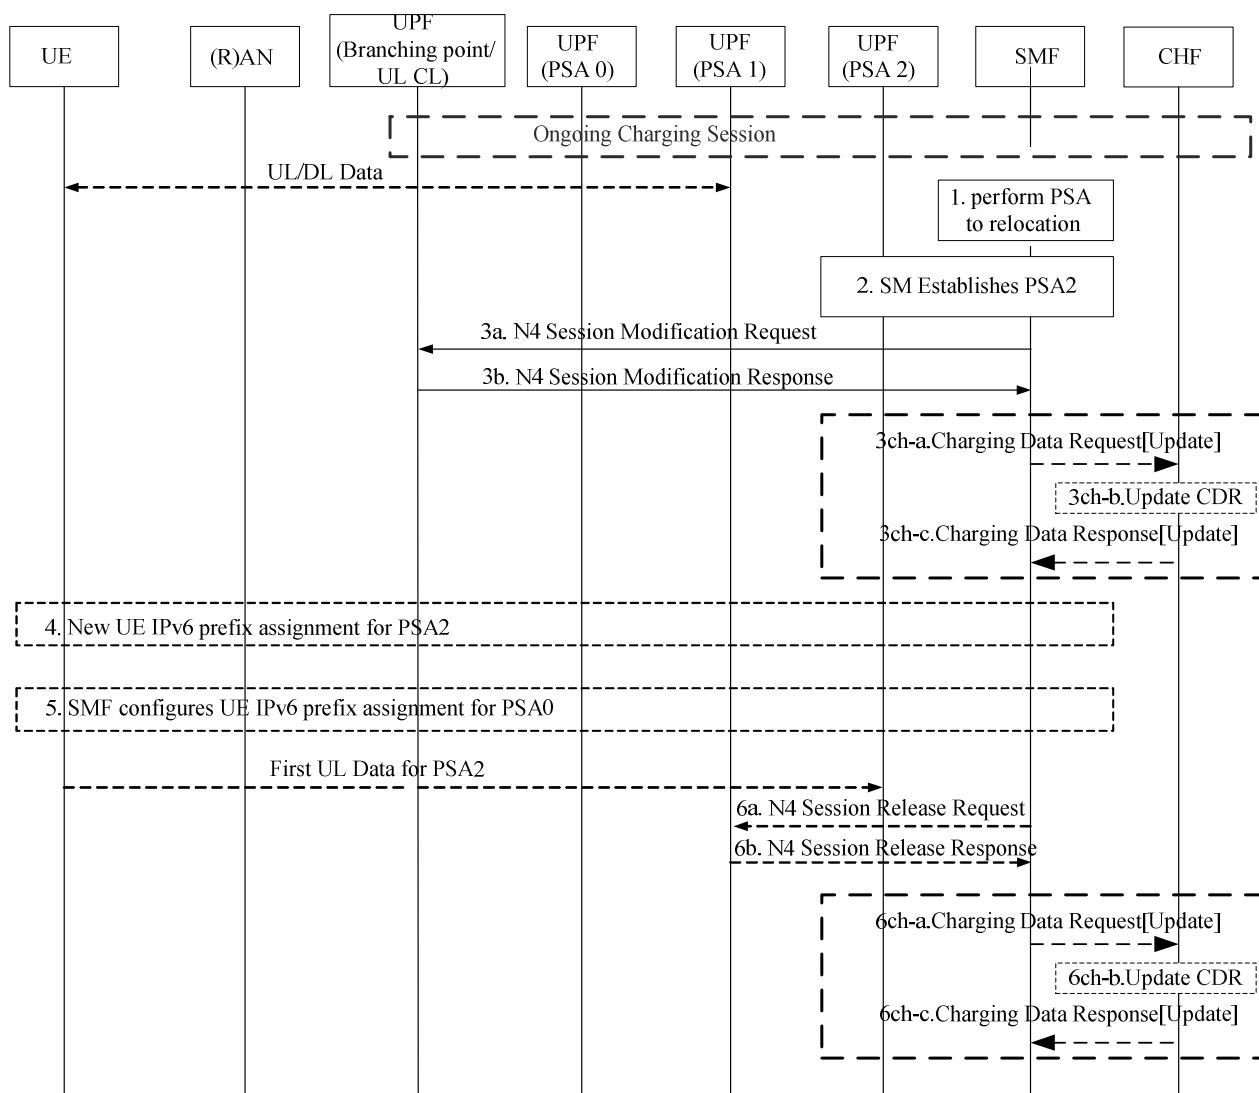 UE
(R)AN
UPF
(Branching point/
UL CL)
UPF
(PSA 0)
UPF
(PSA 1)
UPF
(PSA 2)
SMF
CHF
Ongoing Charging Session
UL/DL Data
1. perform PSA
to relocation
2. SM Establishes PSA2
3a. N4 Session Modification Request
3b. N4 Session Modification Response
3ch-a.Charging Data Request[Update]
3ch-b.Update CDR
3ch-c.Charging Data Response[Update]
4. New UE IPv6 prefix assignment for PSA2
5. SMF configures UE IPv6 prefix assignment for PSA0
First UL Data for PSA2
6a. N4 Session Release Request
6b. N4 Session Release Response
6ch-a.Charging Data Request[Update]
6ch-b.Update CDR
6ch-c.Charging Data Response[Update]